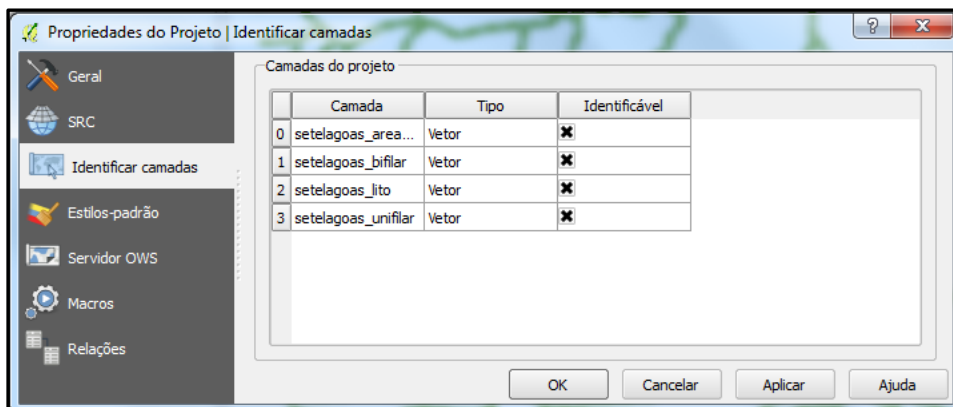 Propriedades do Projeto | Identificar camadas
Geral
SRC
Identificar camadas
Estilos-padrão
Servidor OWS
Macros
Relações
Camadas do projeto
Camada Tipo Identificável
0 setelagoas_area... Vetor
1 setelagoas_bifilar Vetor
2 setelagoas_lito Vetor
3 setelagoas_unifilar Vetor
OK Cancelar Aplicar Ajuda